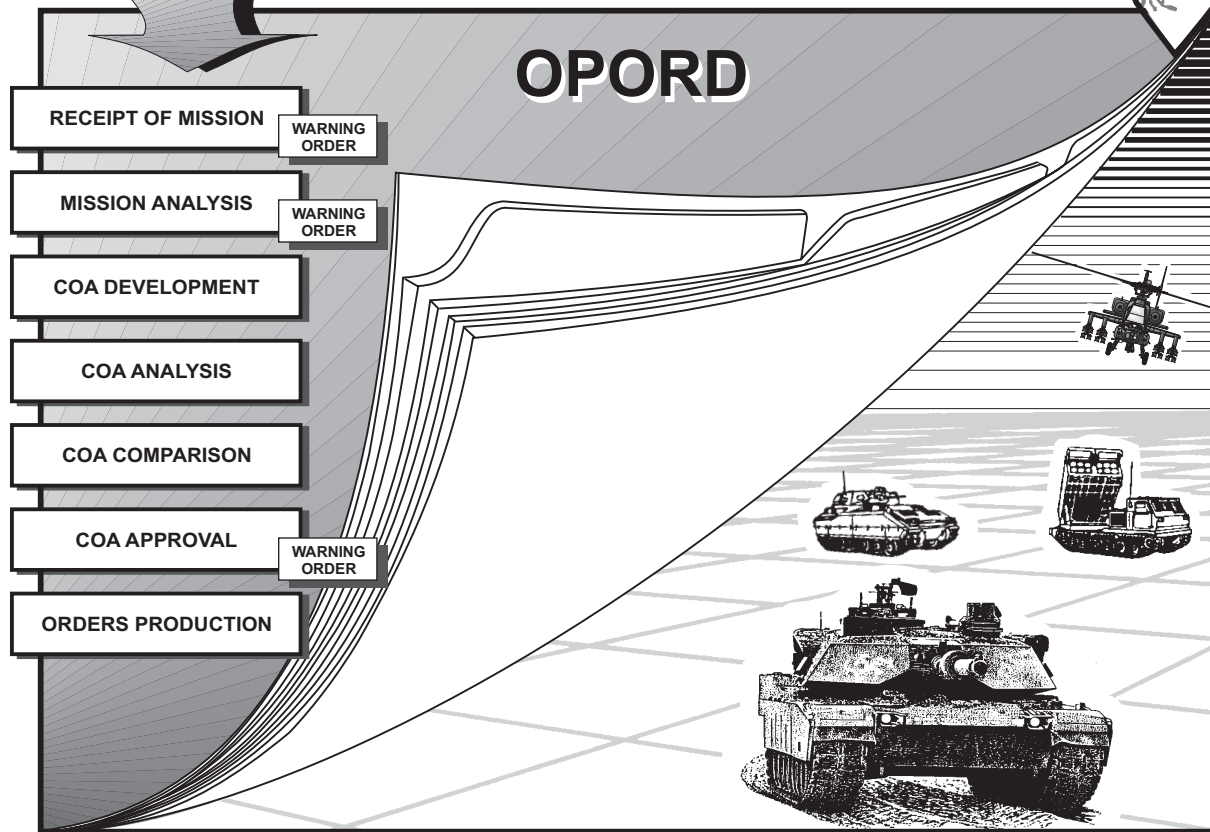 OPORD
RECEIPT OF MISSION
WARNING
ORDER
MISSION ANALYSIS
WARNING
ORDER
COA DEVELOPMENT
COA ANALYSIS
COA COMPARISON
COA APPROVAL
WARNING
ORDER
ORDERS PRODUCTION